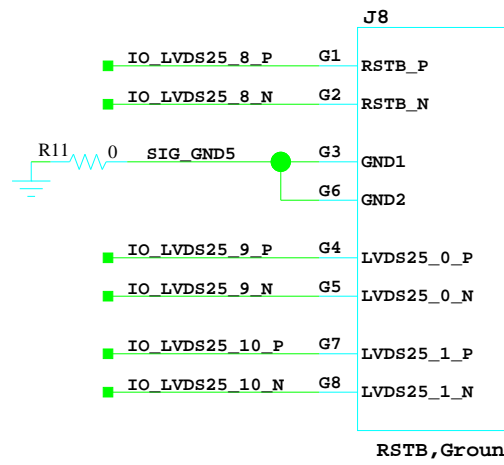 J8
IO_LVDS25_8_P G1 RSTB_P
IO_LVDS25_8_N G2 RSTB_N
R11 0 SIG_GND5 G3 GND1
G6 GND2
IO_LVDS25_9_P G4 LVDS25_0_P
IO_LVDS25_9_N G5 LVDS25_0_N
IO_LVDS25_10_P G7 LVDS25_1_P
IO_LVDS25_10_N G8 LVDS25_1_N
RSTB,Groun